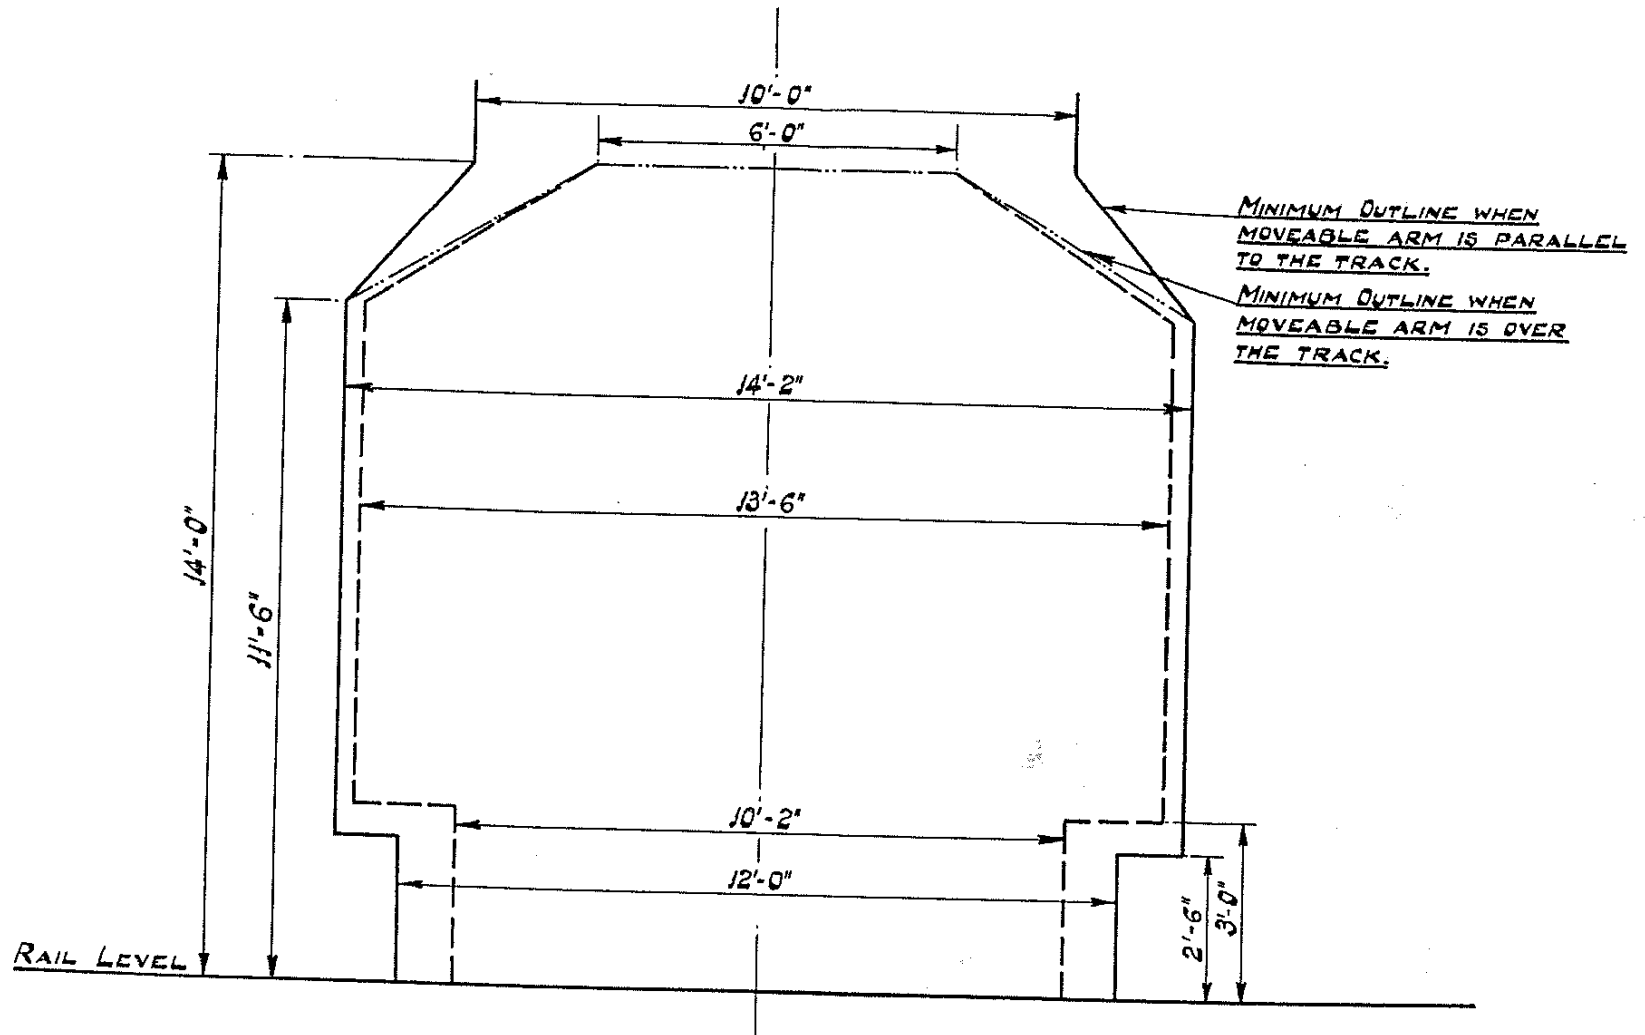 10'-0"
6'-0"
MINIMUM OUTLINE WHEN
MOVEABLE ARM IS PARALLEL
TO THE TRACK.
MINIMUM OUTLINE WHEN
MOVEABLE ARM IS OVER
THE TRACK.
14'-2"
13'-6"
14'-0"
11'-6"
10'-2"
12'-0"
2'-6"
3'-0"
RAIL LEVEL